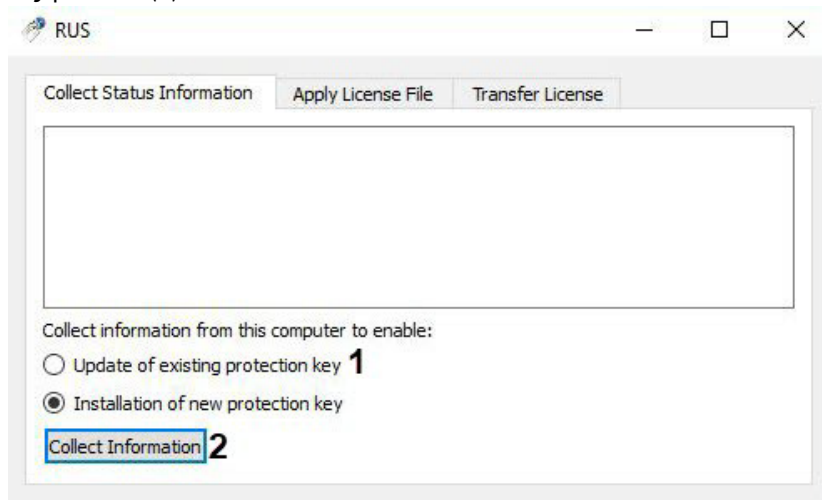 RUS
Collect Status Information Apply License File Transfer License
Collect information from this computer to enable:
Update of existing protection key 1
Installation of new protection key
Collect Information 2